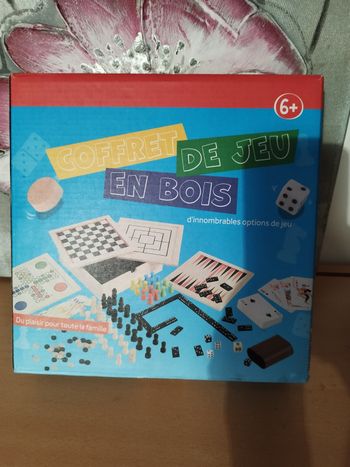 6+
COFFRET
DE JEU
EN BOIS
d'innombrables options de jeu
Du plaisir pour toute la famille